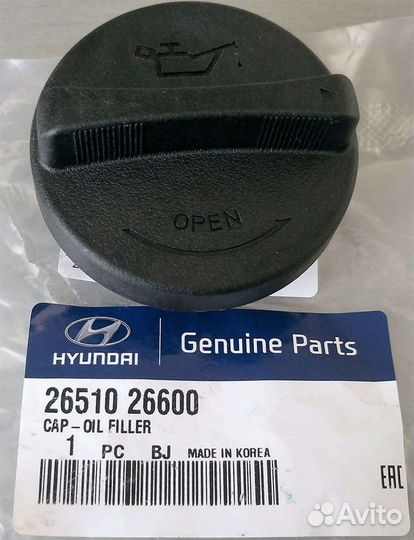 OPEN
HYUNDAI
Genuine Parts
26510 26600
CAP - OIL FILLER
1 PC BJ MADE IN KOREA
EAC
Avito